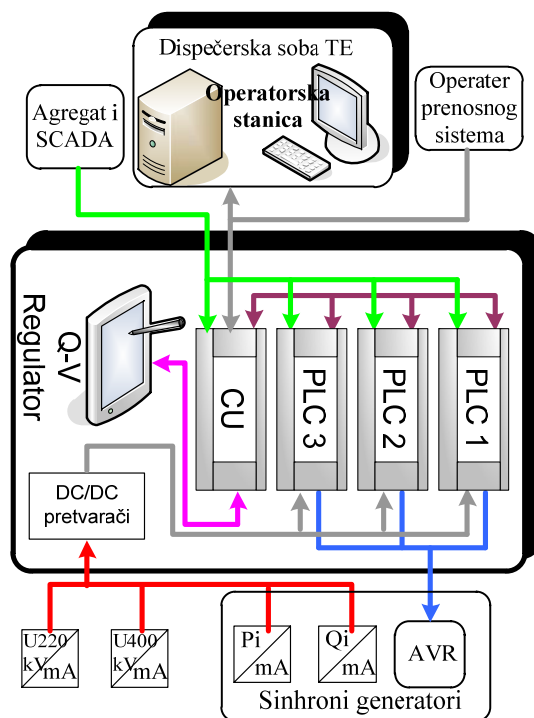 Dispečerska soba TE
Operatorska
stanica
Agregat i
SCADA
Operater
prenosnog
sistema
Regulator
Q-V
CU
PLC 3
PLC 2
PLC 1
DC/DC
pretvarači
U220
kV
mA
U400
kV
mA
Pi
mA
Qi
mA
AVR
Sinhroni generatori